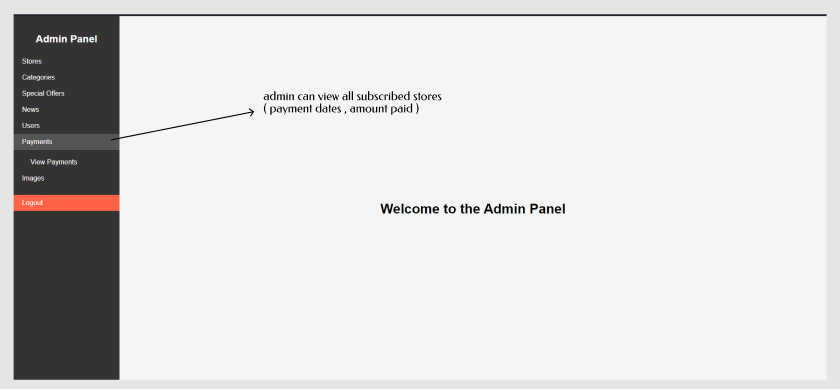 Admin Panel
Stores
Categories
Special Offers
News
Users
Payments
View Payments
Images
Logout
admin can view all subscribed stores
( payment dates , amount paid )
Welcome to the Admin Panel